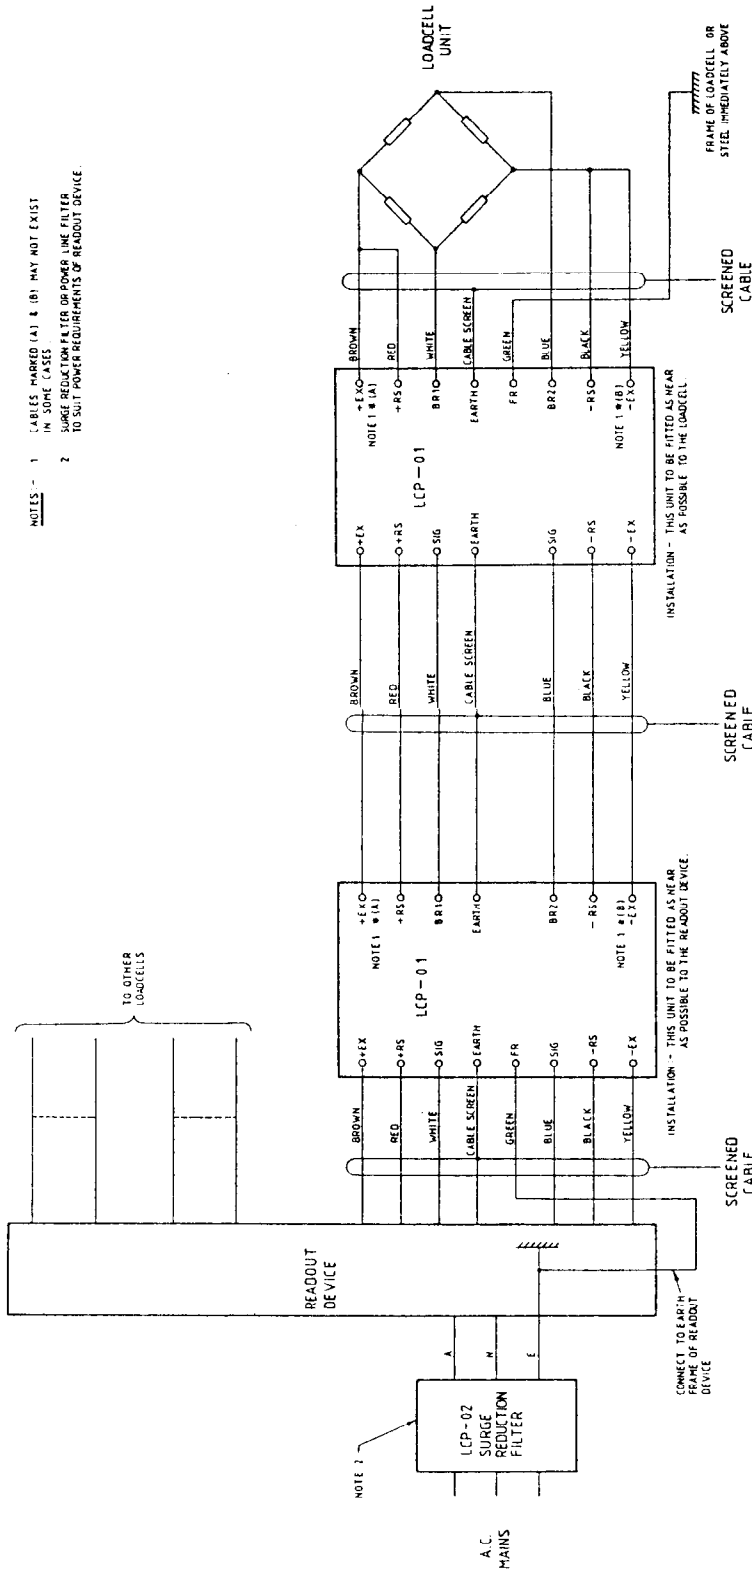 NOTES :- 1 CABLES MARKED (A) & (B) MAY NOT EXIST
IN SOME CASES.
2 SURGE REDUCTION FILTER OR POWER LINE FILTER
TO SUIT POWER REQUIREMENTS OF READOUT DEVICE.
TO OTHER
LOADCELLS
READOUT
DEVICE
NOTE 2
LCP-02
SURGE
REDUCTION
FILTER
A.C.
MAINS
A
N
E
CONNECT TO EARTH
FRAME OF READOUT
DEVICE
BROWN
RED
WHITE
CABLE SCREEN
GREEN
BLUE
BLACK
YELLOW
SCREENED
CABLE
+EX
+RS
SIG
EARTH
FR
SIG
-RS
-EX
LCP-01
+EX
NOTE 1 *(A)
+RS
BR1
EARTH
BR2
-RS
NOTE 1 *(B)
-EX
INSTALLATION :- THIS UNIT TO BE FITTED AS NEAR
AS POSSIBLE TO THE READOUT DEVICE.
BROWN
RED
WHITE
CABLE SCREEN
BLUE
BLACK
YELLOW
SCREENED
CABLE
+EX
+RS
SIG
EARTH
SIG
-RS
-EX
LCP-01
+EX
NOTE 1 *(A)
+RS
BR1
EARTH
FR
BR2
-RS
NOTE 1 *(B)
-EX
INSTALLATION - THIS UNIT TO BE FITTED AS NEAR
AS POSSIBLE TO THE LOADCELL
BROWN
RED
WHITE
CABLE SCREEN
GREEN
BLUE
BLACK
YELLOW
SCREENED
CABLE
LOADCELL
UNIT
FRAME OF LOADCELL OR
STEEL IMMEDIATELY ABOVE